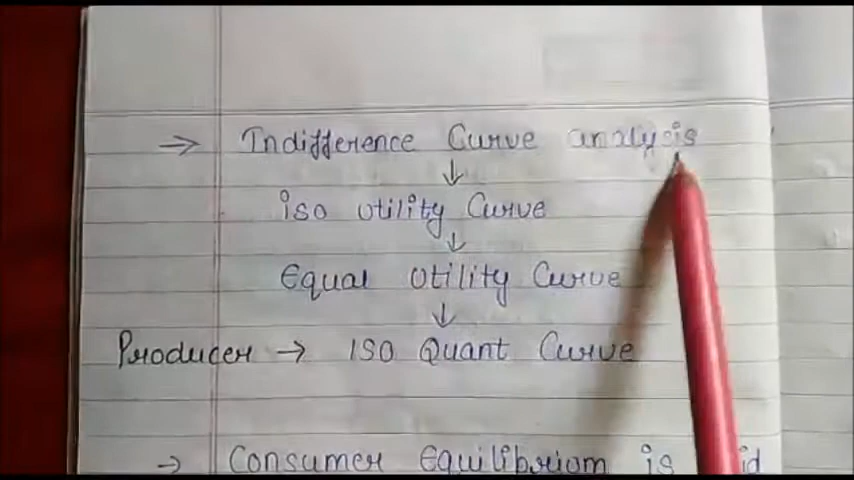 ⇒ Indifference Curve analysis
↓
iso utility Curve
↓
Equal Utility Curve
↓
Producer → ISO Quant Curve
→ Consumer equilibrium is